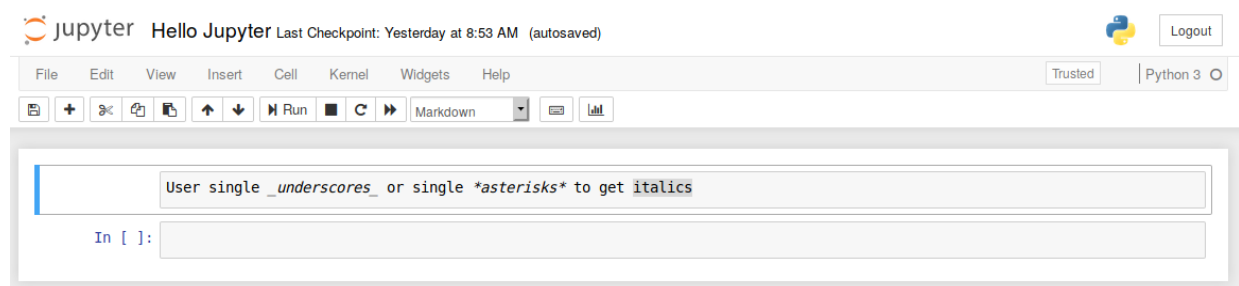 jupyter Hello Jupyter Last Checkpoint: Yesterday at 8:53 AM (autosaved) Logout
File Edit View Insert Cell Kernel Widgets Help Trusted Python 3
Run Markdown
User single _underscores_ or single *asterisks* to get italics
In [ ]: